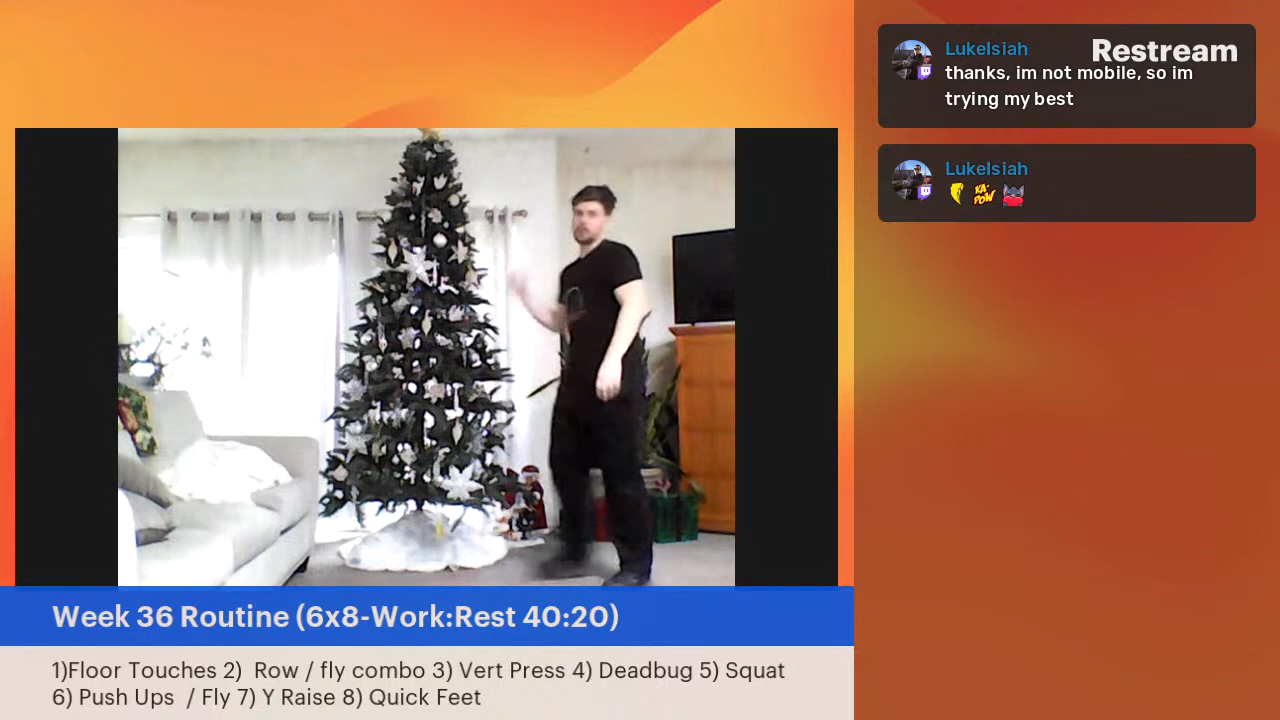 LukeIsiah
Restream
thanks, im not mobile, so im
trying my best
LukeIsiah
KA-
POW
Week 36 Routine (6x8-Work:Rest 40:20)
1)Floor Touches 2)  Row / fly combo 3) Vert Press 4) Deadbug 5) Squat
6) Push Ups  / Fly 7) Y Raise 8) Quick Feet